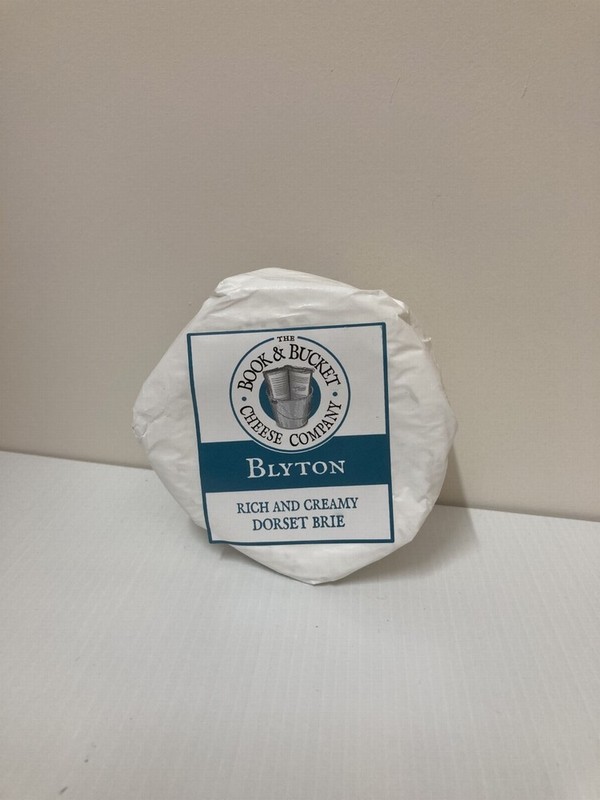 THE
BOOK & BUCKET
CHEESE COMPANY
BLYTON
RICH AND CREAMY
DORSET BRIE